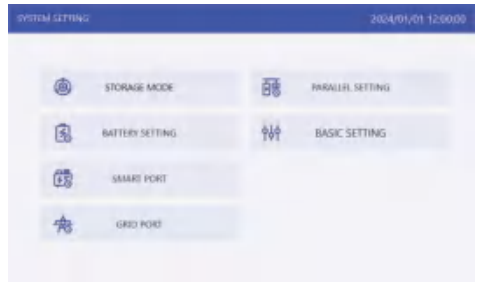 SYSTEM SETTING
2024/01/01 12:00:00
STORAGE MODE
PARALLEL SETTING
BATTERY SETTING
BASIC SETTING
SMART PORT
GRID PORT